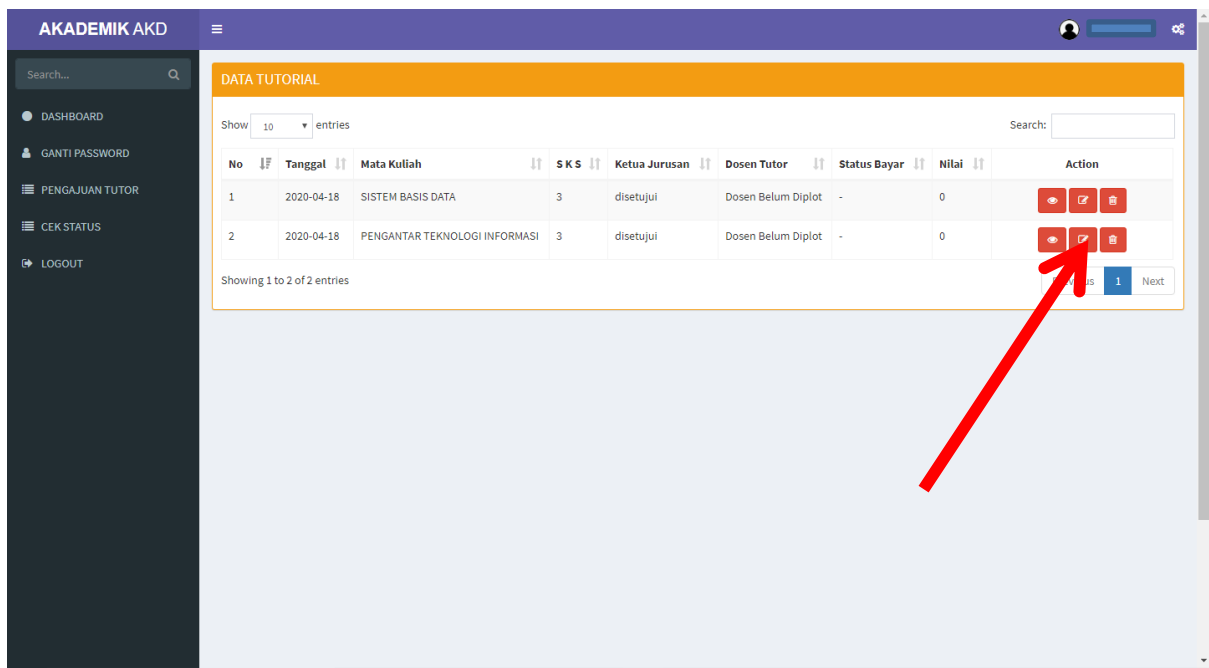 AKADEMIK AKD
Search...
DASHBOARD
GANTI PASSWORD
PENGAJUAN TUTOR
CEK STATUS
LOGOUT
DATA TUTORIAL
Show 10 entries Search:
No Tanggal Mata Kuliah S K S Ketua Jurusan Dosen Tutor Status Bayar Nilai Action
1 2020-04-18 SISTEM BASIS DATA 3 disetujui Dosen Belum Diplot - 0
2 2020-04-18 PENGANTAR TEKNOLOGI INFORMASI 3 disetujui Dosen Belum Diplot - 0
Showing 1 to 2 of 2 entries 1 Next